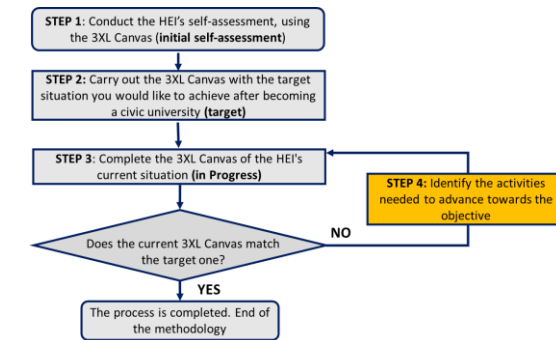 STEP 1: Conduct the HEI's self-assessment, using
the 3XL Canvas (initial self-assessment)
STEP 2: Carry out the 3XL Canvas with the target
situation you would like to achieve after becoming
a civic university (target)
STEP 3: Complete the 3XL Canvas of the HEI's
current situation (in Progress)
STEP 4: Identify the activities
needed to advance towards the
objective
Does the current 3XL Canvas match
the target one?
NO
YES
The process is completed. End of
the methodology